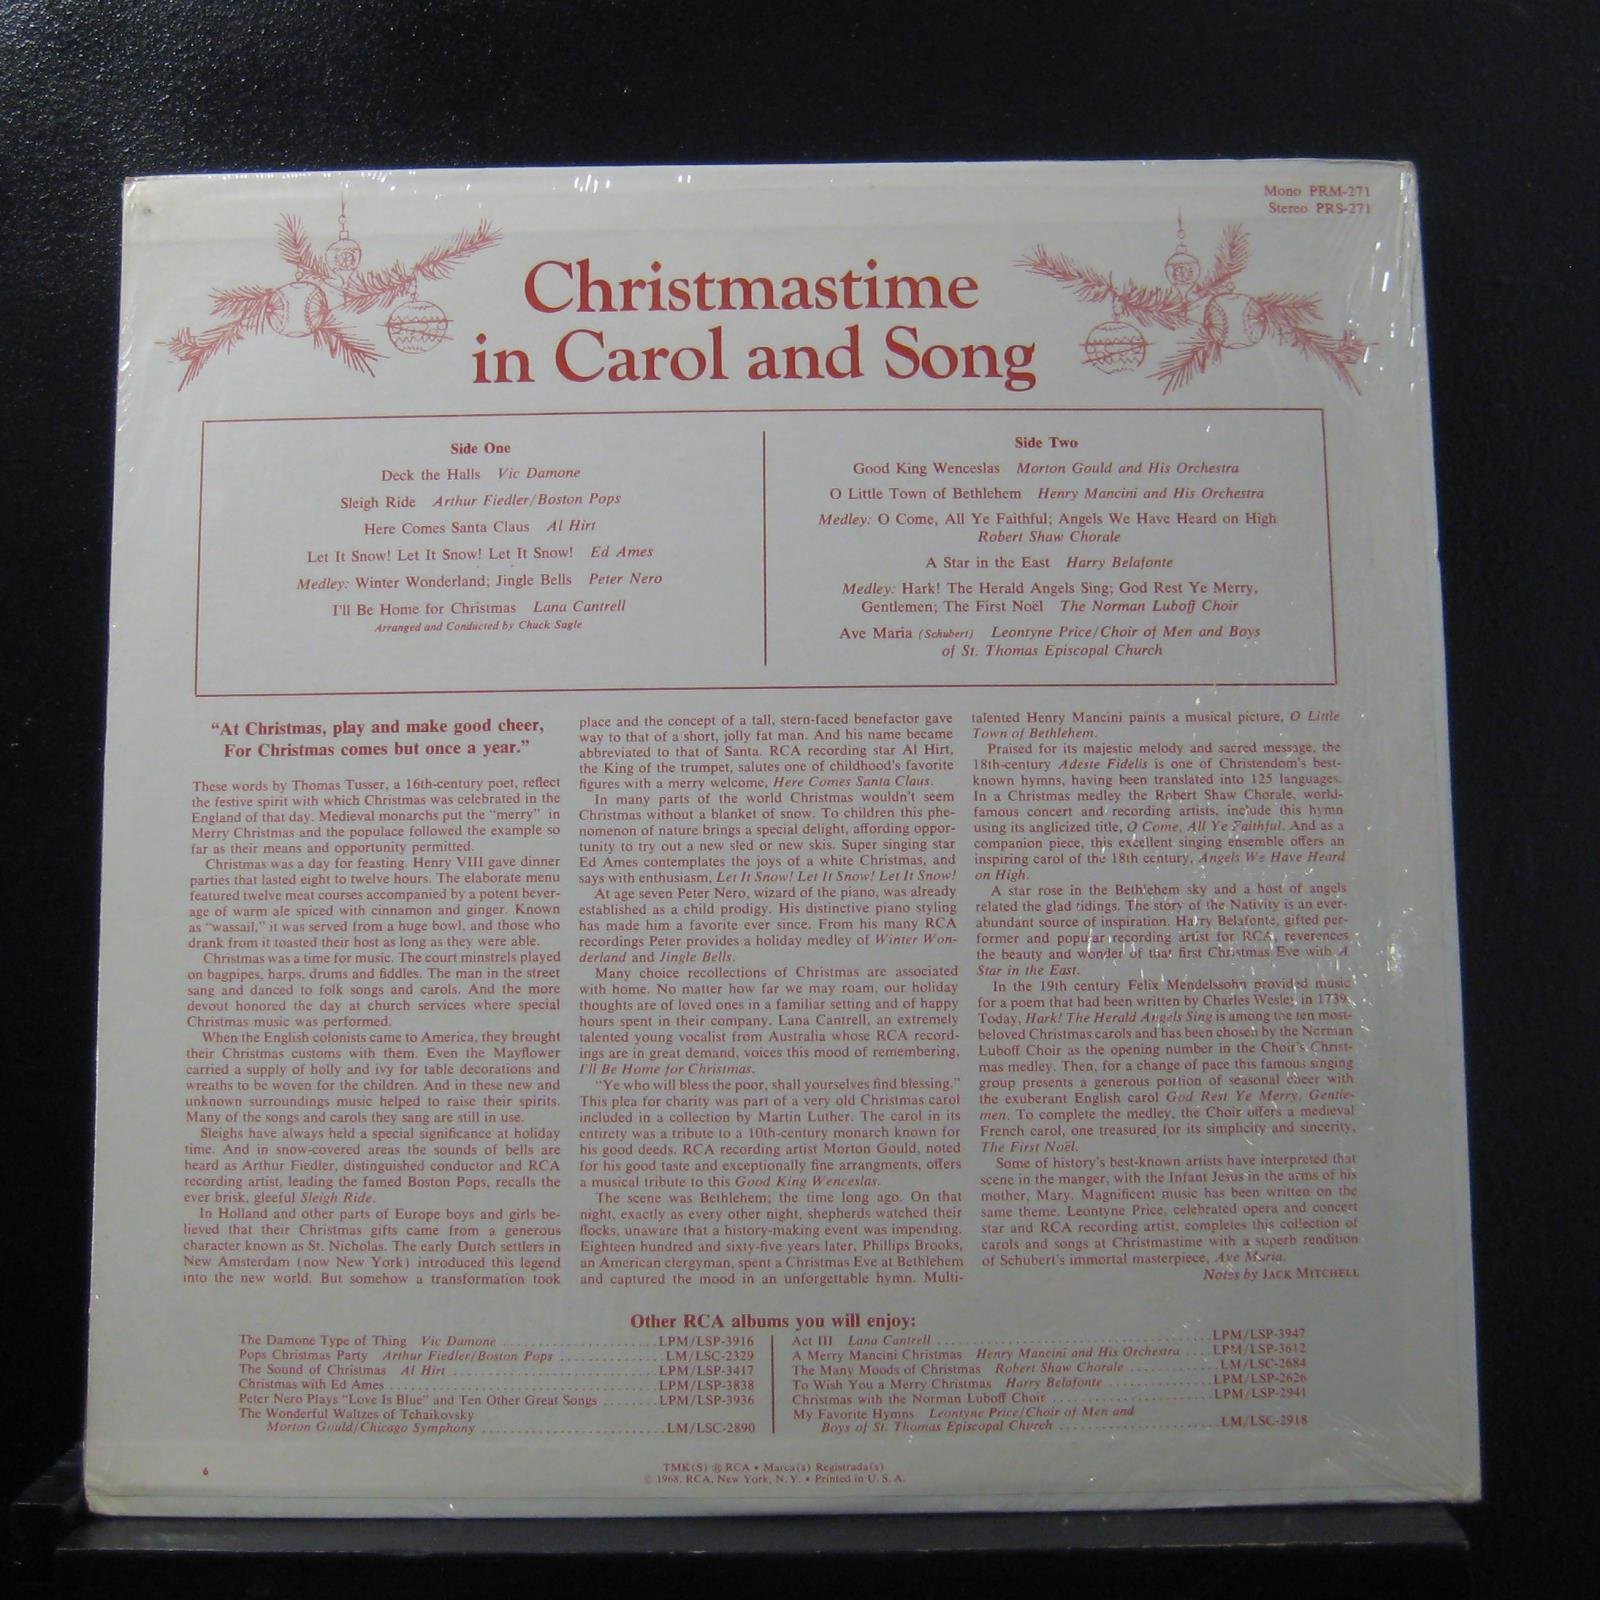 Mono PRM-271
Stereo PRS-271
Christmastime
in Carol and Song
Side One
Deck the Halls Vic Damone
Sleigh Ride Arthur Fiedler/Boston Pops
Here Comes Santa Claus Al Hirt
Let It Snow! Let It Snow! Let It Snow! Ed Ames
Medley: Winter Wonderland; Jingle Bells Peter Nero
I'll Be Home for Christmas Lana Cantrell
Arranged and Conducted by Chuck Sagle
Side Two
Good King Wenceslas Morton Gould and His Orchestra
O Little Town of Bethlehem Henry Mancini and His Orchestra
Medley: O Come, All Ye Faithful; Angels We Have Heard on High
Robert Shaw Chorale
A Star in the East Harry Belafonte
Medley: Hark! The Herald Angels Sing; God Rest Ye Merry,
Gentlemen; The First Noël The Norman Luboff Choir
Ave Maria (Schubert) Leontyne Price/Choir of Men and Boys
of St. Thomas Episcopal Church
"At Christmas, play and make good cheer,
For Christmas comes but once a year."
These words by Thomas Tusser, a 16th-century poet, reflect
the festive spirit with which Christmas was celebrated in the
England of that day. Medieval monarchs put the "merry" in
Merry Christmas and the populace followed the example so
far as their means and opportunity permitted.
Christmas was a day for feasting. Henry VIII gave dinner
parties that lasted eight to twelve hours. The elaborate menu
featured twelve meat courses accompanied by a potent bever-
age of warm ale spiced with cinnamon and ginger. Known
as "wassail," it was served from a huge bowl, and those who
drank from it toasted their host as long as they were able.
Christmas was a time for music. The court minstrels played
on bagpipes, harps, drums and fiddles. The man in the street
sang and danced to folk songs and carols. And the more
devout honored the day at church services where special
Christmas music was performed.
When the English colonists came to America, they brought
their Christmas customs with them. Even the Mayflower
carried a supply of holly and ivy for table decorations and
wreaths to be woven for the children. And in these new and
unknown surroundings music helped to raise their spirits.
Many of the songs and carols they sang are still in use.
Sleighs have always held a special significance at holiday
time. And in snow-covered areas the sounds of bells are
heard as Arthur Fiedler, distinguished conductor and RCA
recording artist, leading the famed Boston Pops, recalls the
ever brisk, gleeful Sleigh Ride.
In Holland and other parts of Europe boys and girls be-
lieved that their Christmas gifts came from a generous
character known as St. Nicholas. The early Dutch settlers in
New Amsterdam (now New York) introduced this legend
into the new world. But somehow a transformation took
place and the concept of a tall, stern-faced benefactor gave
way to that of a short, jolly fat man. And his name became
abbreviated to that of Santa. RCA recording star Al Hirt,
the King of the trumpet, salutes one of childhood's favorite
figures with a merry welcome, Here Comes Santa Claus.
In many parts of the world Christmas wouldn't seem
Christmas without a blanket of snow. To children this phe-
nomenon of nature brings a special delight, affording oppor-
tunity to try out a new sled or new skis. Super singing star
Ed Ames contemplates the joys of a white Christmas, and
says with enthusiasm, Let It Snow! Let It Snow! Let It Snow!
At age seven Peter Nero, wizard of the piano, was already
established as a child prodigy. His distinctive piano styling
has made him a favorite ever since. From his many RCA
recordings Peter provides a holiday medley of Winter Won-
derland and Jingle Bells.
Many choice recollections of Christmas are associated
with home. No matter how far we may roam, our holiday
thoughts are of loved ones in a familiar setting and of happy
hours spent in their company. Lana Cantrell, an extremely
talented young vocalist from Australia whose RCA record-
ings are in great demand, voices this mood of remembering,
I'll Be Home for Christmas.
"Ye who will bless the poor, shall yourselves find blessing."
This plea for charity was part of a very old Christmas carol
included in a collection by Martin Luther. The carol in its
entirety was a tribute to a 10th-century monarch known for
his good deeds. RCA recording artist Morton Gould, noted
for his good taste and exceptionally fine arrangments, offers
a musical tribute to this Good King Wenceslas.
The scene was Bethlehem; the time long ago. On that
night, exactly as every other night, shepherds watched their
flocks, unaware that a history-making event was impending.
Eighteen hundred and sixty-five years later, Phillips Brooks,
an American clergyman, spent a Christmas Eve at Bethlehem
and captured the mood in an unforgettable hymn. Multi-
talented Henry Mancini paints a musical picture, O Little
Town of Bethlehem.
Praised for its majestic melody and sacred message, the
18th-century Adeste Fidelis is one of Christendom's best-
known hymns, having been translated into 125 languages.
In a Christmas medley the Robert Shaw Chorale, world-
famous concert and recording artists, include this hymn
using its anglicized title, O Come, All Ye Faithful. And as a
companion piece, this excellent singing ensemble offers an
inspiring carol of the 18th century, Angels We Have Heard
on High.
A star rose in the Bethlehem sky and a host of angels
related the glad tidings. The story of the Nativity is an ever-
abundant source of inspiration. Harry Belafonte, gifted per-
former and popular recording artist for RCA, reverences
the beauty and wonder of that first Christmas Eve with A
Star in the East.
In the 19th century Felix Mendelssohn provided music
for a poem that had been written by Charles Wesley in 1739.
Today, Hark! The Herald Angels Sing is among the ten most-
beloved Christmas carols and has been chosen by the Norman
Luboff Choir as the opening number in the Choir's Christ-
mas medley. Then, for a change of pace this famous singing
group presents a generous portion of seasonal cheer with
the exuberant English carol God Rest Ye Merry, Gentle-
men. To complete the medley, the Choir offers a medieval
French carol, one treasured for its simplicity and sincerity,
The First Noël.
Some of history's best-known artists have interpreted that
scene in the manger, with the Infant Jesus in the arms of his
mother, Mary. Magnificent music has been written on the
same theme. Leontyne Price, celebrated opera and concert
star and RCA recording artist, completes this collection of
carols and songs at Christmastime with a superb rendition
of Schubert's immortal masterpiece, Ave Maria.
Notes by JACK MITCHELL
Other RCA albums you will enjoy:
The Damone Type of Thing Vic Damone ..... LPM/LSP-3916
Pops Christmas Party Arthur Fiedler/Boston Pops ..... LM/LSC-2329
The Sound of Christmas Al Hirt ..... LPM/LSP-3417
Christmas with Ed Ames ..... LPM/LSP-3838
Peter Nero Plays "Love Is Blue" and Ten Other Great Songs ..... LPM/LSP-3936
The Wonderful Waltzes of Tchaikovsky
Morton Gould/Chicago Symphony ..... LM/LSC-2890
Act III Lana Cantrell ..... LPM/LSP-3947
A Merry Mancini Christmas Henry Mancini and His Orchestra ..... LPM/LSP-3612
The Many Moods of Christmas Robert Shaw Chorale ..... LM/LSC-2684
To Wish You a Merry Christmas Harry Belafonte ..... LPM/LSP-2626
Christmas with the Norman Luboff Choir ..... LPM/LSP-2941
My Favorite Hymns Leontyne Price/Choir of Men and
Boys of St. Thomas Episcopal Church ..... LM/LSC-2918
6
TMK(S) ® RCA • Marca(s) Registrada(s)
© 1968, RCA, New York, N. Y. • Printed in U. S. A.